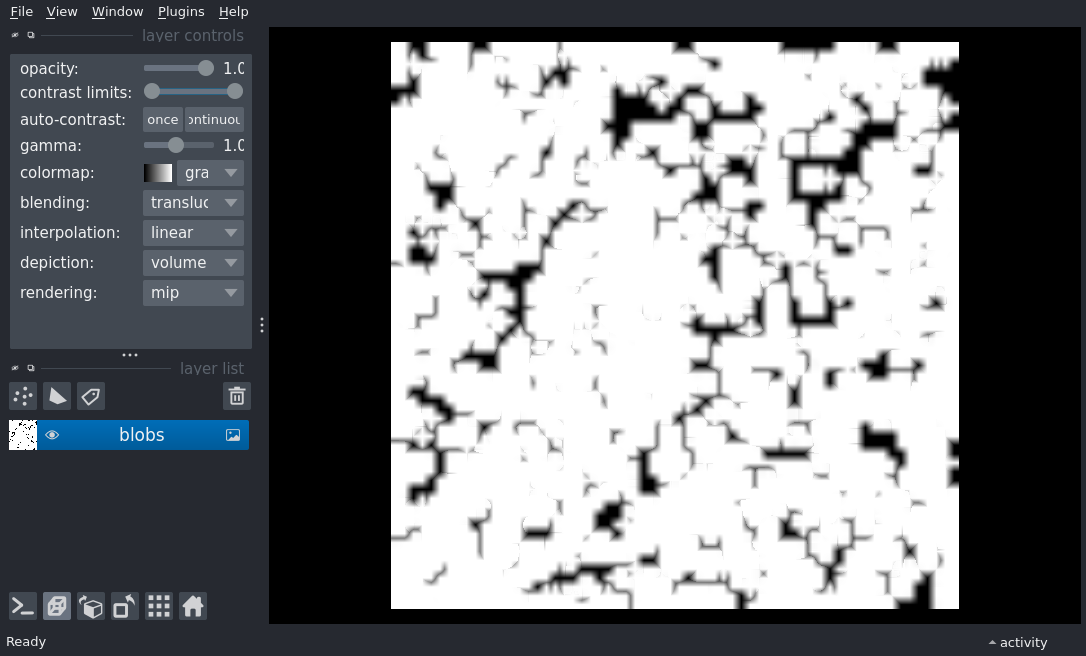 File View Window Plugins Help
layer controls
opacity: 1.0
contrast limits:
auto-contrast: once ontinuou
gamma: 1.0
colormap: gra
blending: transluc
interpolation: linear
depiction: volume
rendering: mip
layer list
blobs
Ready
activity